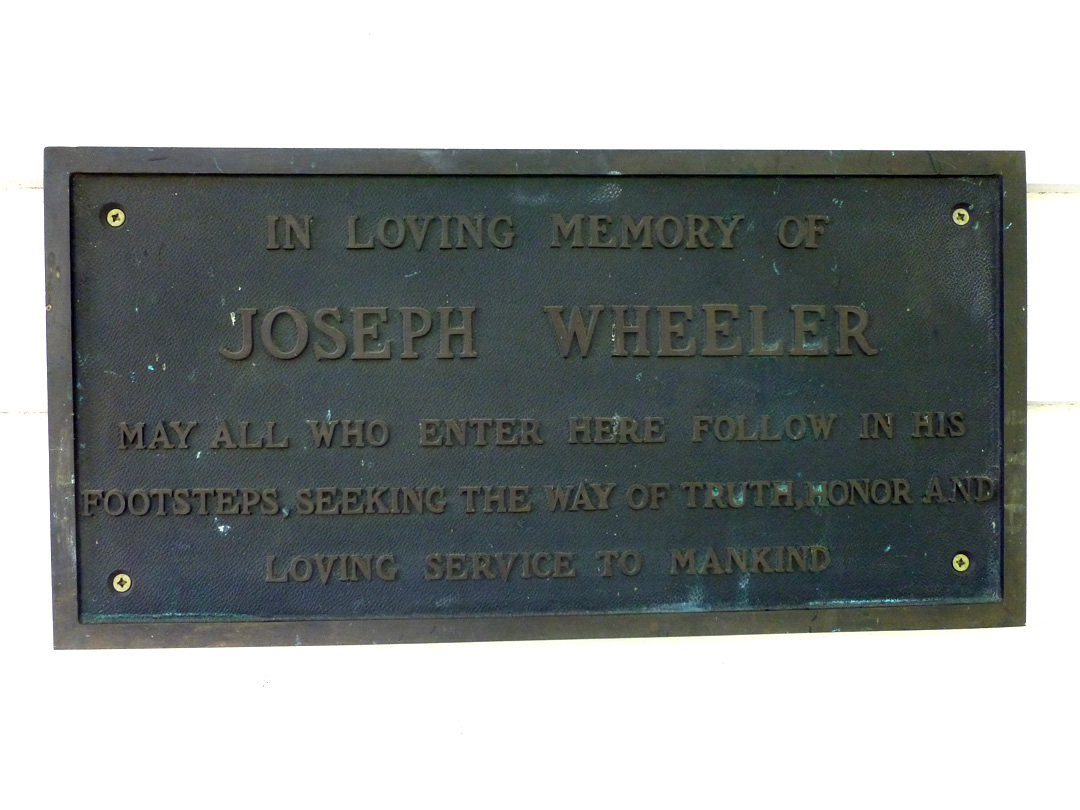 IN LOVING MEMORY OF
JOSEPH WHEELER
MAY ALL WHO ENTER HERE FOLLOW IN HIS
FOOTSTEPS, SEEKING THE WAY OF TRUTH, HONOR AND
LOVING SERVICE TO MANKIND